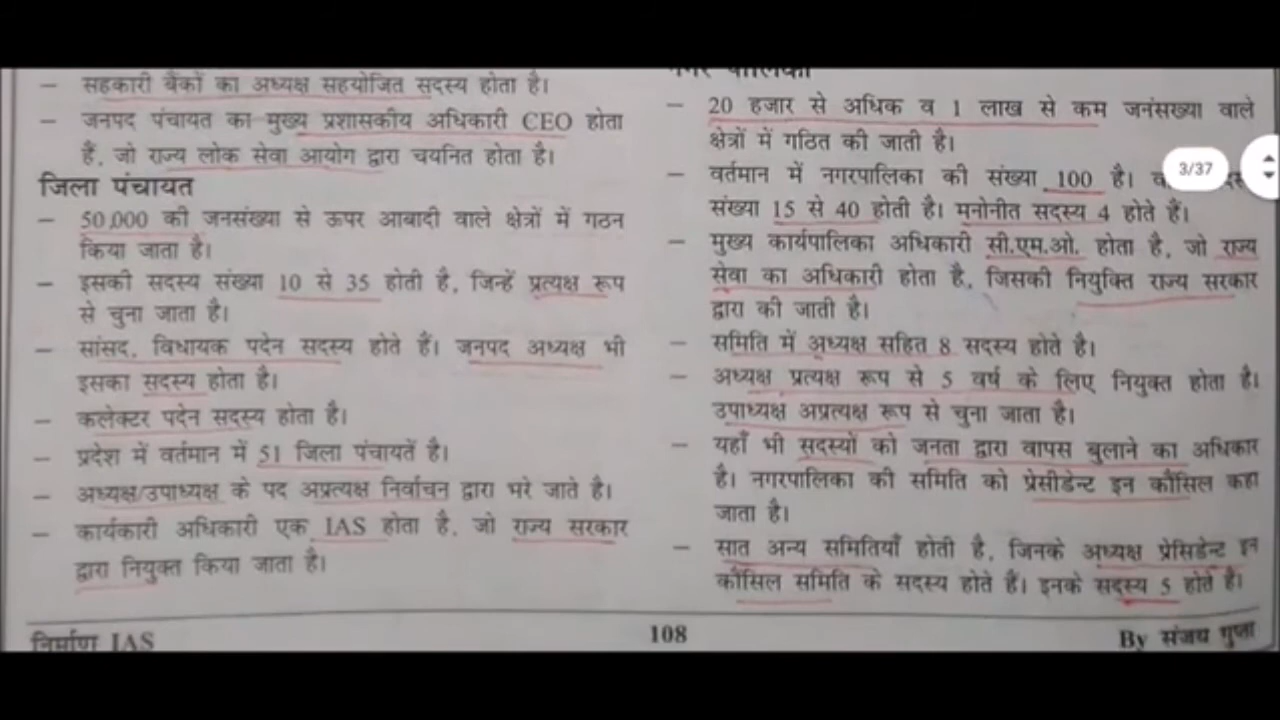 – सहकारी बैंकों का अध्यक्ष सहयोजित सदस्य होता है।
– जनपद पंचायत का मुख्य प्रशासकीय अधिकारी CEO होता
हैं, जो राज्य लोक सेवा आयोग द्वारा चयनित होता है।
जिला पंचायत
– 50,000 की जनसंख्या से ऊपर आबादी वाले क्षेत्रों में गठन
किया जाता है।
– इसकी सदस्य संख्या 10 से 35 होती है, जिन्हें प्रत्यक्ष रूप
से चुना जाता है।
– सांसद, विधायक पदेन सदस्य होते हैं। जनपद अध्यक्ष भी
इसका सदस्य होता है।
– कलेक्टर पदेन सदस्य होता है।
– प्रदेश में वर्तमान में 51 जिला पंचायतें है।
– अध्यक्ष/उपाध्यक्ष के पद अप्रत्यक्ष निर्वाचन द्वारा भरे जाते है।
– कार्यकारी अधिकारी एक IAS होता है, जो राज्य सरकार
द्वारा नियुक्त किया जाता है।
नगर पालिका
– 20 हजार से अधिक व 1 लाख से कम जनंसख्या वाले
क्षेत्रों में गठित की जाती है।
– वर्तमान में नगरपालिका की संख्या 100 है।
संख्या 15 से 40 होती है। मनोनीत सदस्य 4 होते हैं।
– मुख्य कार्यपालिका अधिकारी सी.एम.ओ. होता है, जो राज्य
सेवा का अधिकारी होता है, जिसकी नियुक्ति राज्य सरकार
द्वारा की जाती है।
– समिति में अध्यक्ष सहित 8 सदस्य होते है।
– अध्यक्ष प्रत्यक्ष रूप से 5 वर्ष के लिए नियुक्त होता है।
उपाध्यक्ष अप्रत्यक्ष रूप से चुना जाता है।
– यहाँ भी सदस्यों को जनता द्वारा वापस बुलाने का अधिकार
है। नगरपालिका की समिति को प्रेसीडेन्ट इन कौंसिल कहा
जाता है।
– सात अन्य समितियाँ होती है, जिनके अध्यक्ष प्रेसिडेन्ट इन
कौंसिल समिति के सदस्य होते हैं। इनके सदस्य 5 होते है।
3/37
निर्माण IAS
108
By संजय गुप्ता